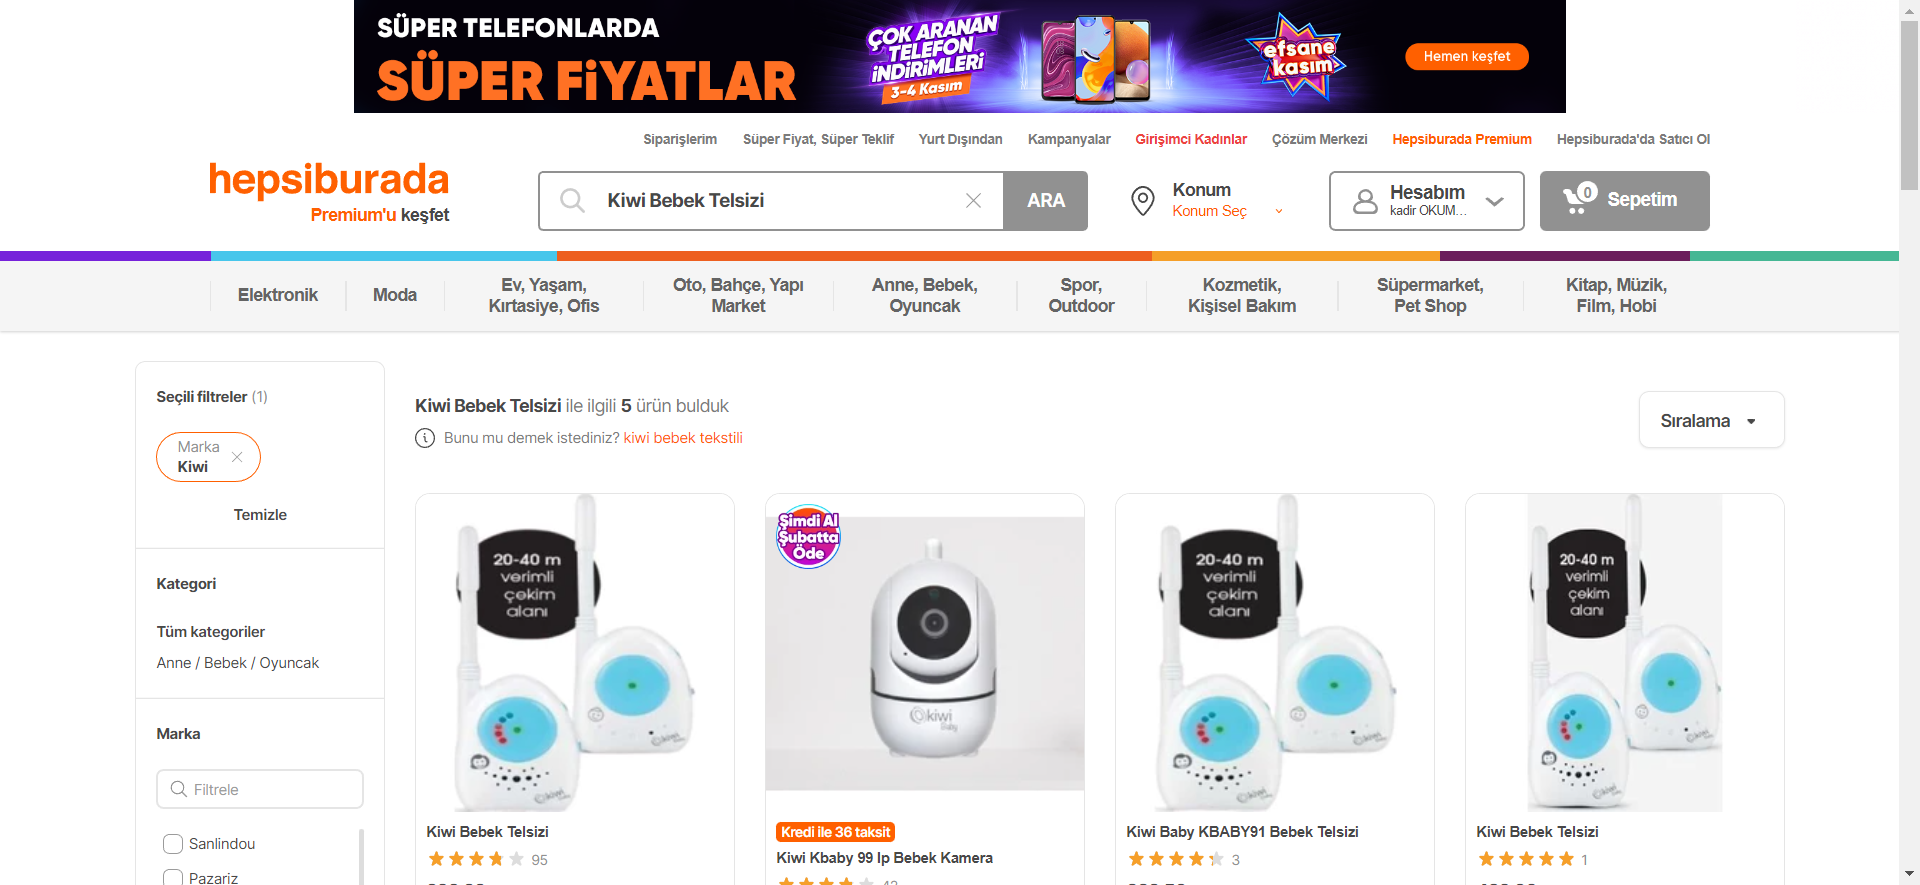 SÜPER TELEFONLARDA
SÜPER FİYATLAR
ÇOK ARANAN
TELEFON
İNDİRİMLERİ
3-4 Kasım
efsane
kasım
Hemen keşfet
Siparişlerim
Süper Fiyat, Süper Teklif
Yurt Dışından
Kampanyalar
Girişimci Kadınlar
Çözüm Merkezi
Hepsiburada Premium
Hepsiburada'da Satıcı Ol
hepsiburada
Premium'u keşfet
Kiwi Bebek Telsizi
ARA
Konum
Konum Seç
Hesabım
kadir OKUM...
0
Sepetim
Elektronik
Moda
Ev, Yaşam,
Kırtasiye, Ofis
Oto, Bahçe, Yapı
Market
Anne, Bebek,
Oyuncak
Spor,
Outdoor
Kozmetik,
Kişisel Bakım
Süpermarket,
Pet Shop
Kitap, Müzik,
Film, Hobi
Seçili filtreler (1)
Marka
Kiwi
Temizle
Kategori
Tüm kategoriler
Anne / Bebek / Oyuncak
Marka
Filtrele
Sanlindou
Pazariz
Kiwi Bebek Telsizi ile ilgili 5 ürün bulduk
Bunu mu demek istediniz? kiwi bebek tekstili
Sıralama
20-40 m
verimli
çekim
alanı
kiwi
Kiwi Bebek Telsizi
95
Şimdi Al
Şubatta
Öde
kiwi
Baby
Kredi ile 36 taksit
Kiwi Kbaby 99 Ip Bebek Kamera
20-40 m
verimli
çekim
alanı
kiwi
Kiwi Baby KBABY91 Bebek Telsizi
3
20-40 m
verimli
çekim
alanı
kiwi
Kiwi Bebek Telsizi
1